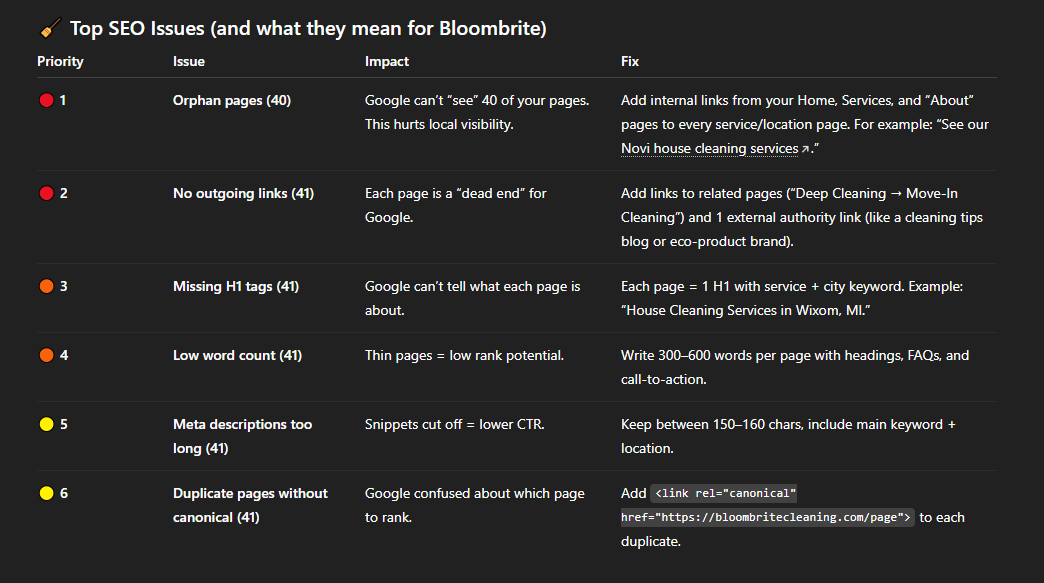 🧹 Top SEO Issues (and what they mean for Bloombrite)
Priority Issue Impact Fix
🔴 1 Orphan pages (40) Google can’t “see” 40 of your pages. Add internal links from your Home, Services, and “About”
This hurts local visibility. pages to every service/location page. For example: “See our
Novi house cleaning services ↗.”
🔴 2 No outgoing links (41) Each page is a “dead end” for Add links to related pages (“Deep Cleaning → Move-In
Google. Cleaning”) and 1 external authority link (like a cleaning tips
blog or eco-product brand).
🟠 3 Missing H1 tags (41) Google can’t tell what each page is Each page = 1 H1 with service + city keyword. Example:
about. “House Cleaning Services in Wixom, MI.”
🟠 4 Low word count (41) Thin pages = low rank potential. Write 300–600 words per page with headings, FAQs, and
call-to-action.
🟡 5 Meta descriptions too Snippets cut off = lower CTR. Keep between 150–160 chars, include main keyword +
long (41) location.
🟡 6 Duplicate pages without Google confused about which page Add <link rel="canonical"
canonical (41) to rank. href="https://bloombritecleaning.com/page"> to each
duplicate.